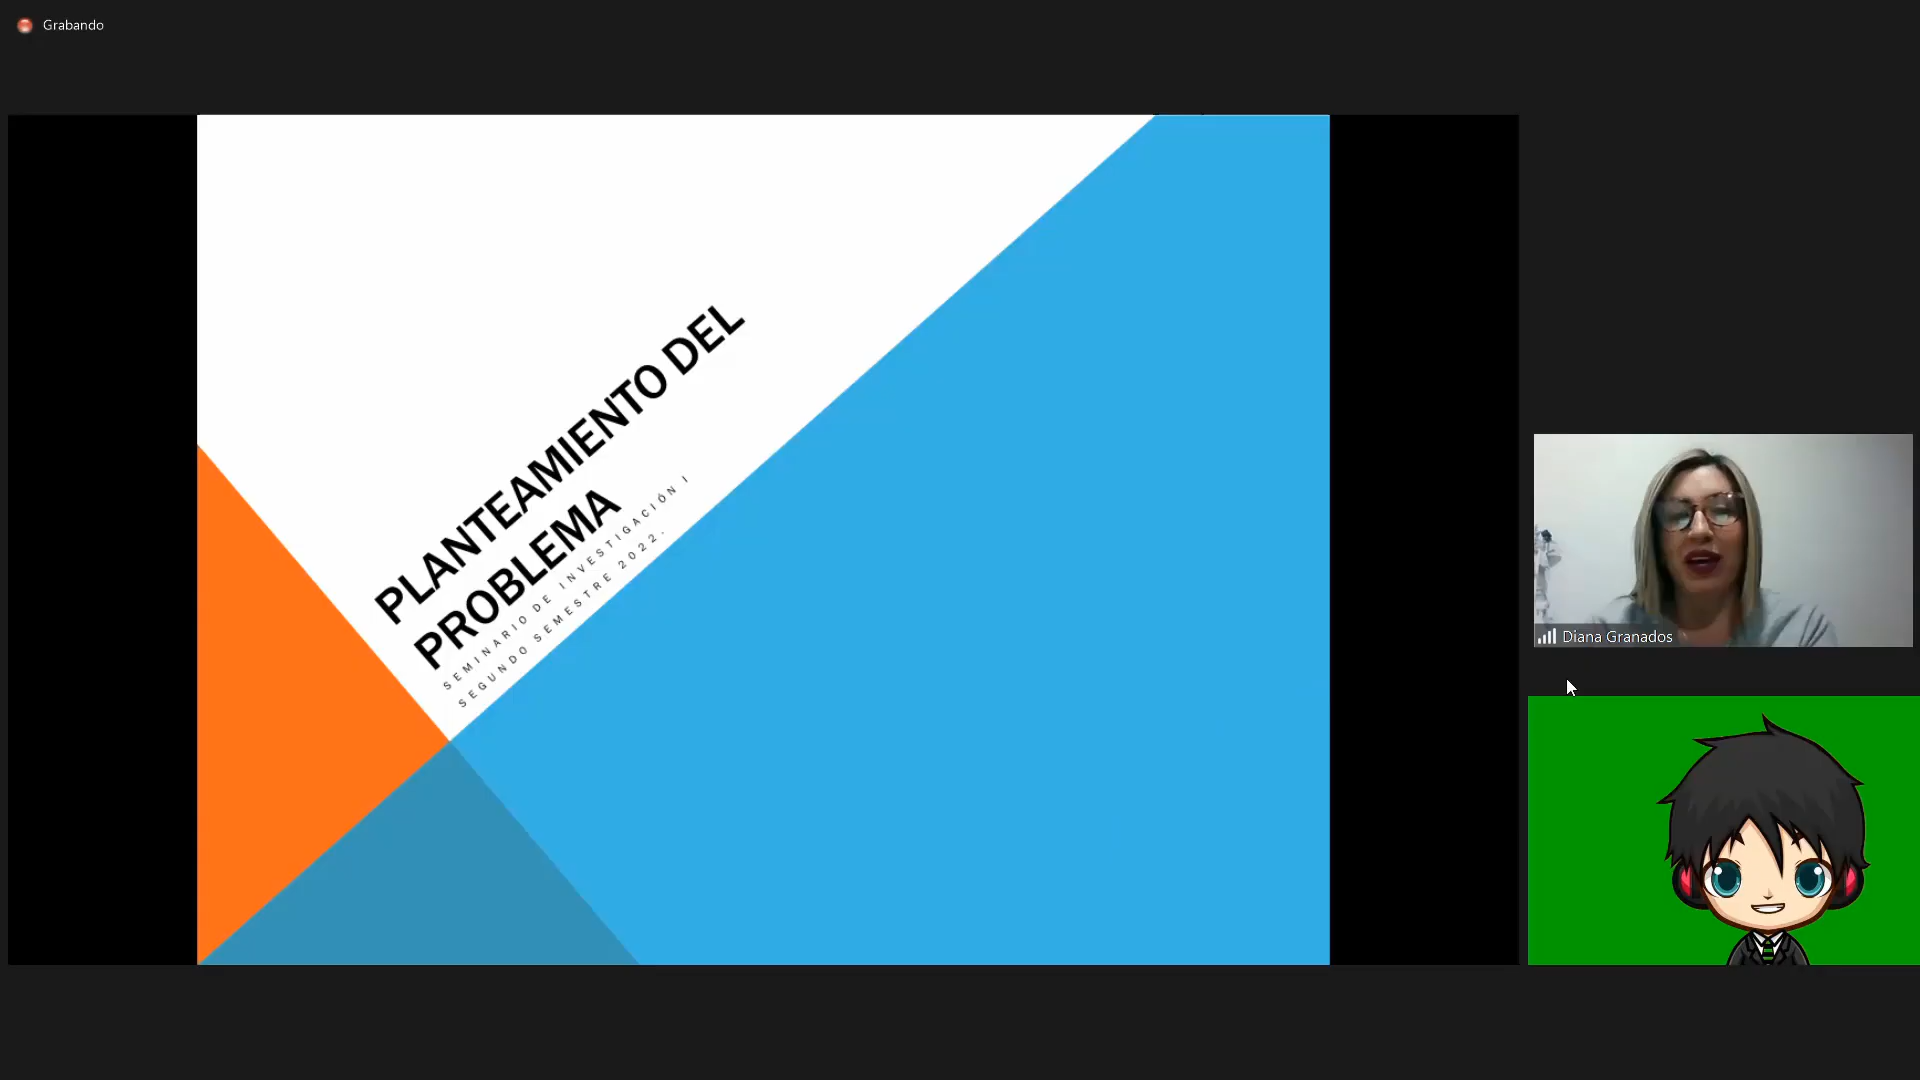 Grabando
PLANTEAMIENTO DEL
PROBLEMA
SEMINARIO DE INVESTIGACIÓN I
SEGUNDO SEMESTRE 2022.
Diana Granados